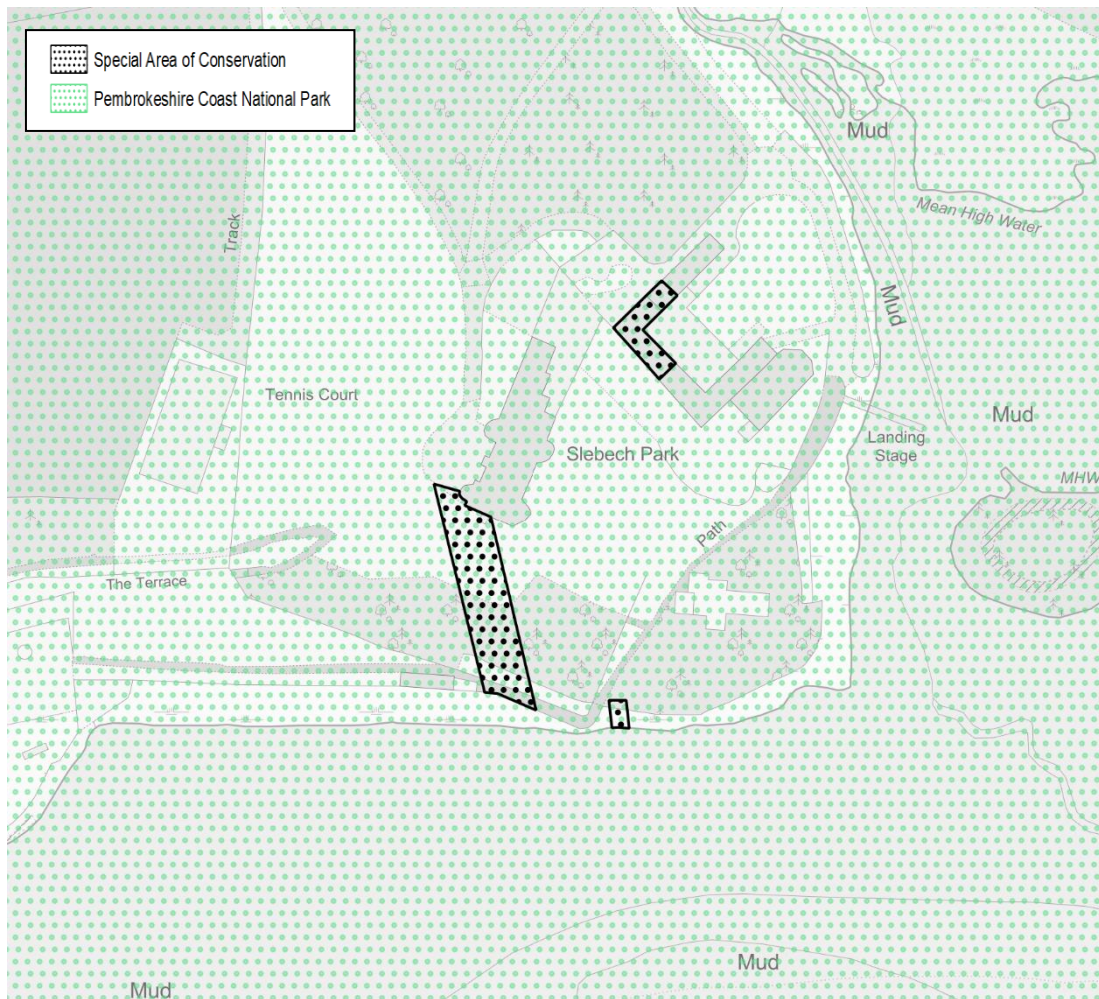 Special Area of Conservation
Pembrokeshire Coast National Park
Mud
Mean High Water
Track
Mud
Tennis Court
Mud
Landing
Stage
Slebech Park
MHW
Path
The Terrace
Mud
Mud